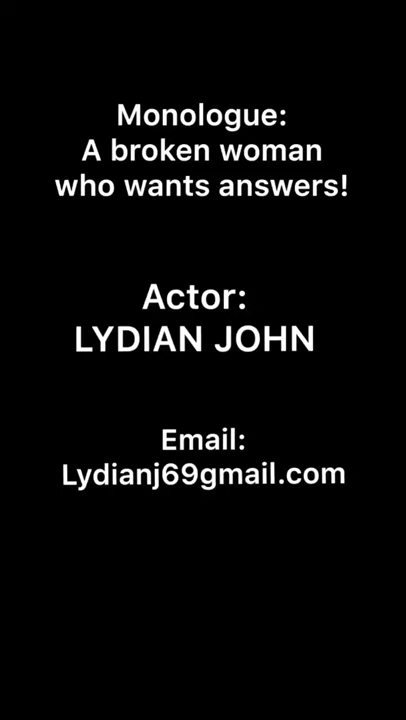 Monologue:
A broken woman
who wants answers!
Actor:
LYDIAN JOHN
Email:
Lydianj69gmail.com